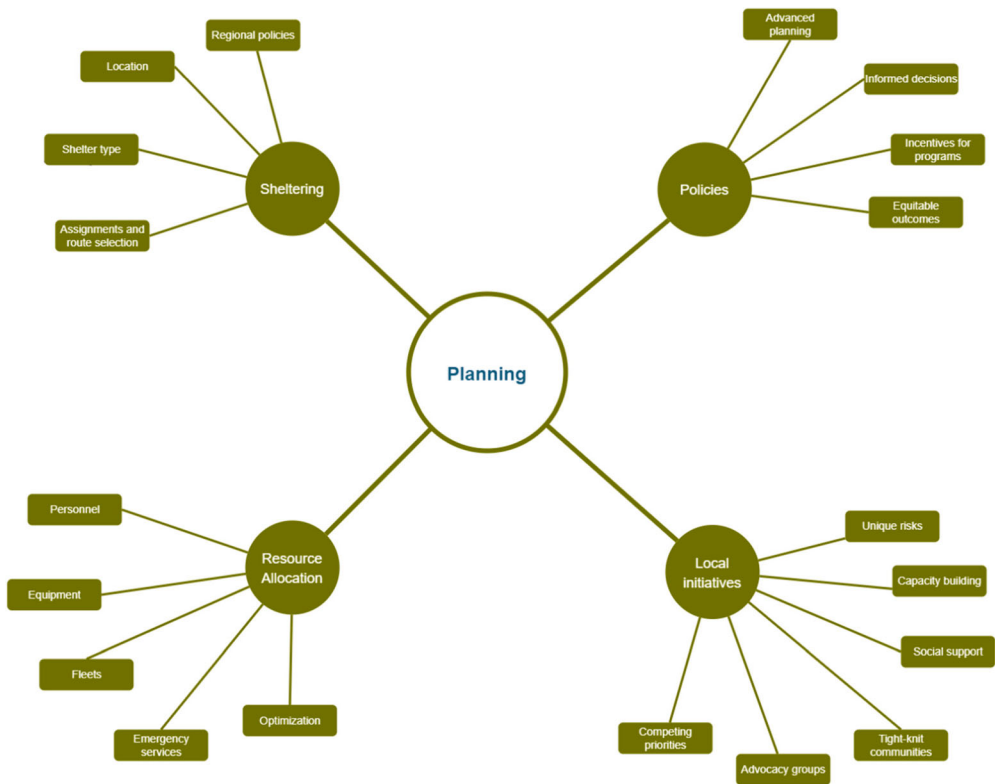 Regional policies
Location
Shelter type
Assignments and
route selection
Sheltering
Advanced
planning
Informed decisions
Incentives for
programs
Equitable
outcomes
Policies
Planning
Personnel
Equipment
Fleets
Emergency
services
Optimization
Resource
Allocation
Local
initiatives
Unique risks
Capacity building
Social support
Tight-knit
communities
Advocacy groups
Competing
priorities